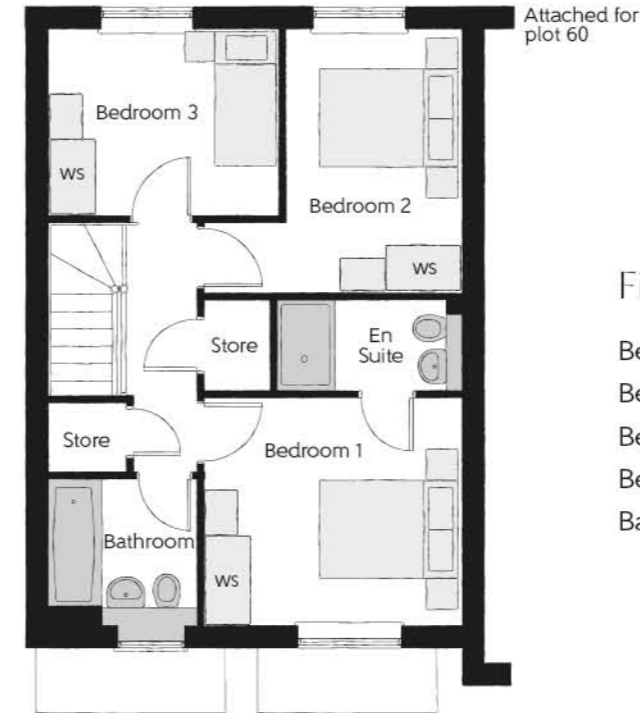 Attached for
plot 60
Bedroom 3
WS
Bedroom 2
WS
Store
En
Suite
Store
Bedroom 1
Bathroom
WS